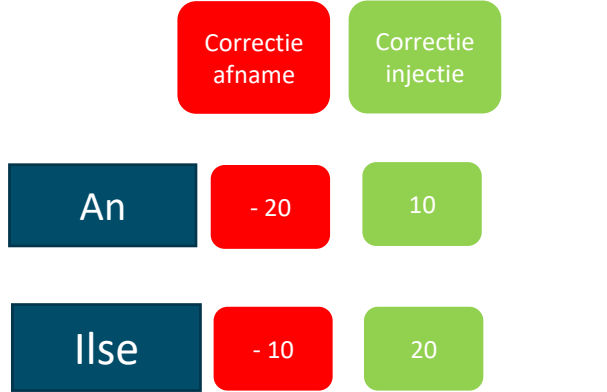 Correctie
afname
Correctie
injectie
An
- 20
10
Ilse
- 10
20